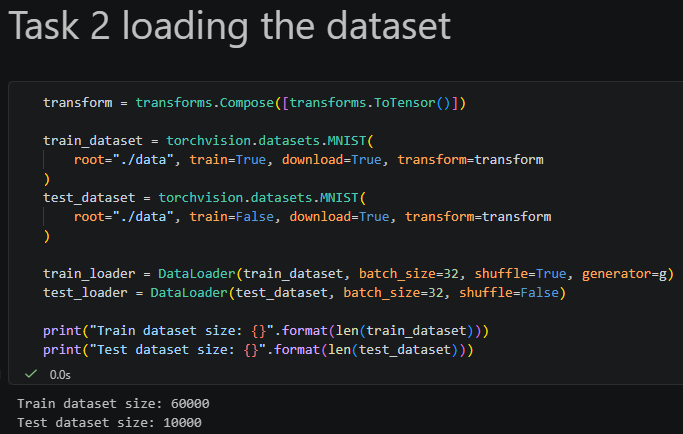 Task 2 loading the dataset
transform = transforms.Compose([transforms.ToTensor()])
train_dataset = torchvision.datasets.MNIST(
    root="./data", train=True, download=True, transform=transform
)
test_dataset = torchvision.datasets.MNIST(
    root="./data", train=False, download=True, transform=transform
)
train_loader = DataLoader(train_dataset, batch_size=32, shuffle=True, generator=g)
test_loader = DataLoader(test_dataset, batch_size=32, shuffle=False)
print("Train dataset size: {}".format(len(train_dataset)))
print("Test dataset size: {}".format(len(test_dataset)))
0.0s
Train dataset size: 60000
Test dataset size: 10000